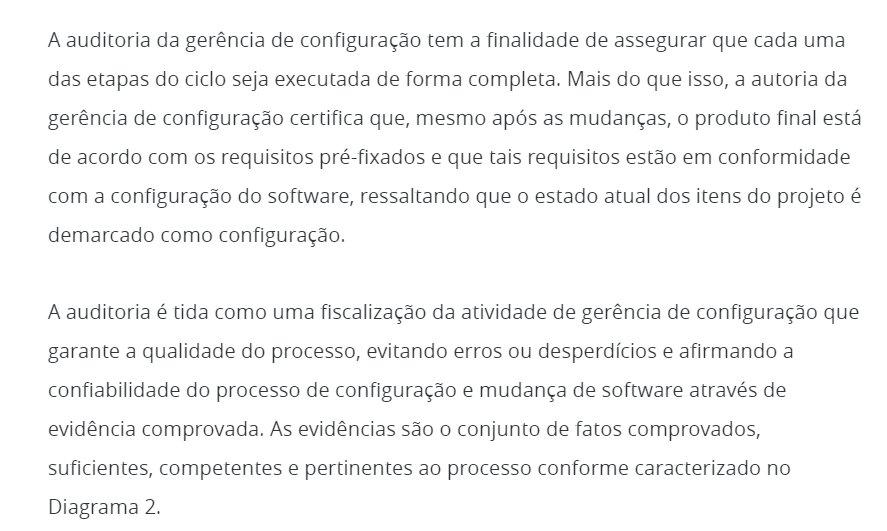 A auditoria da gerência de configuração tem a finalidade de assegurar que cada uma
das etapas do ciclo seja executada de forma completa. Mais do que isso, a autoria da
gerência de configuração certifica que, mesmo após as mudanças, o produto final está
de acordo com os requisitos pré-fixados e que tais requisitos estão em conformidade
com a configuração do software, ressaltando que o estado atual dos itens do projeto é
demarcado como configuração.
A auditoria é tida como uma fiscalização da atividade de gerência de configuração que
garante a qualidade do processo, evitando erros ou desperdícios e afirmando a
confiabilidade do processo de configuração e mudança de software através de
evidência comprovada. As evidências são o conjunto de fatos comprovados,
suficientes, competentes e pertinentes ao processo conforme caracterizado no
Diagrama 2.